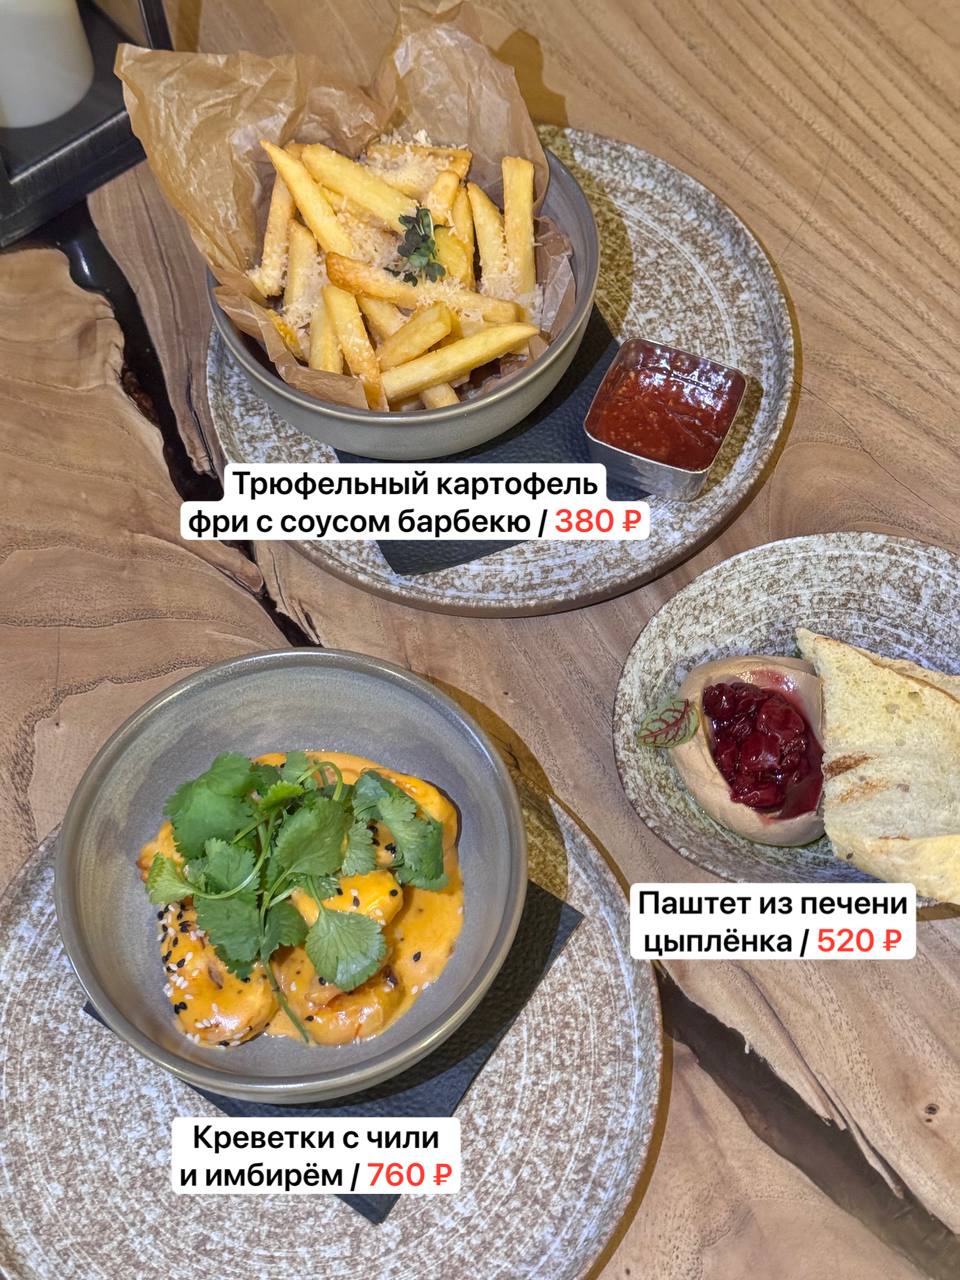 Трюфельный картофель
фри с соусом барбекю / 380 ₽
Паштет из печени
цыплёнка / 520 ₽
Креветки с чили
и имбирём / 760 ₽